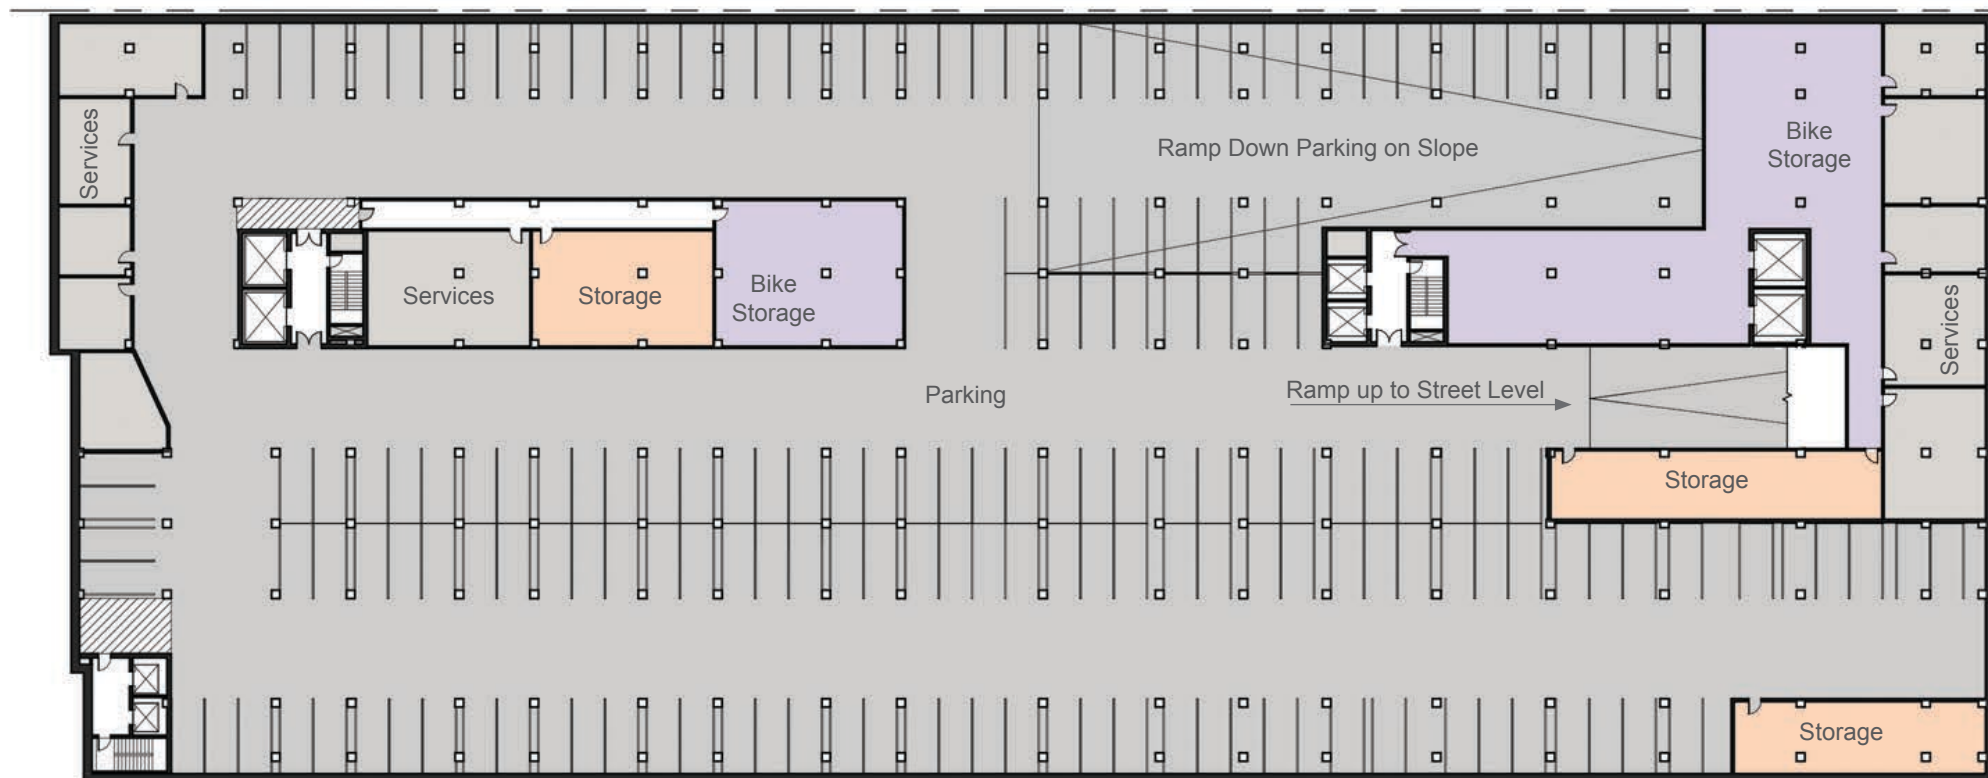 Services
Ramp Down Parking on Slope
Bike
Storage
Services
Storage
Bike
Storage
Services
Parking
Ramp up to Street Level
Storage
Storage